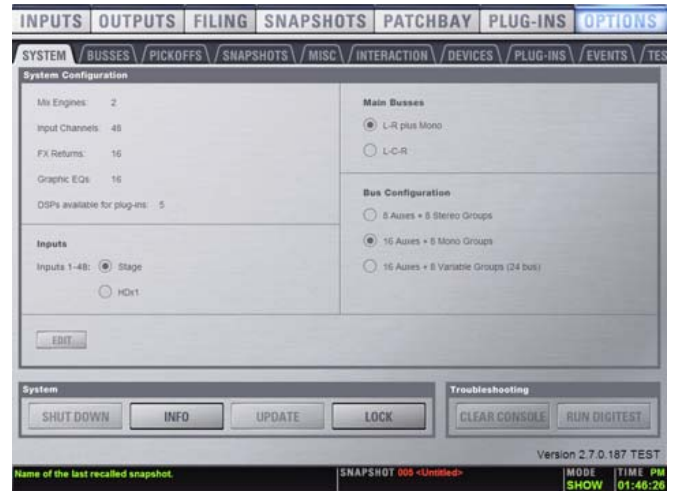 INPUTS OUTPUTS FILING SNAPSHOTS PATCHBAY PLUG-INS OPTIONS
SYSTEM BUSSES PICKOFFS SNAPSHOTS MISC INTERACTION DEVICES PLUG-INS EVENTS TES
System Configuration
Mix Engines: 2
Input Channels: 48
FX Returns: 16
Graphic EQs: 16
DSPs available for plug-ins: 5
Inputs
Inputs 1-48: Stage
HDx1
Main Busses
L-R plus Mono
L-C-R
Bus Configuration
8 Auxes + 8 Stereo Groups
16 Auxes + 8 Mono Groups
16 Auxes + 8 Variable Groups (24 bus)
EDIT...
System
SHUT DOWN INFO UPDATE LOCK
Troubleshooting
CLEAR CONSOLE RUN DIGITEST
Version 2.7.0.187 TEST
Name of the last recalled snapshot. SNAPSHOT 005 <Untitled> MODE TIME PM
SHOW 01:46:26